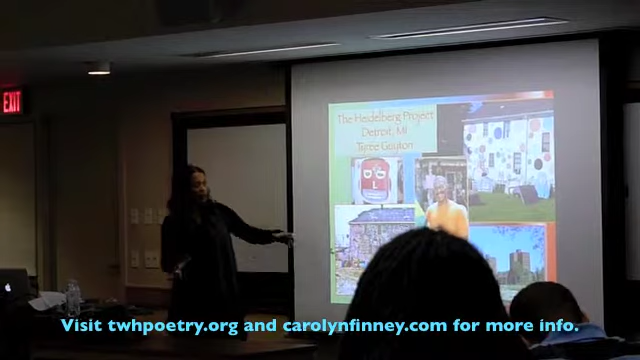 EXIT
The Heidelberg Project
Detroit, MI
Tyree Guyton
Visit twhpoetry.org and carolynfinney.com for more info.